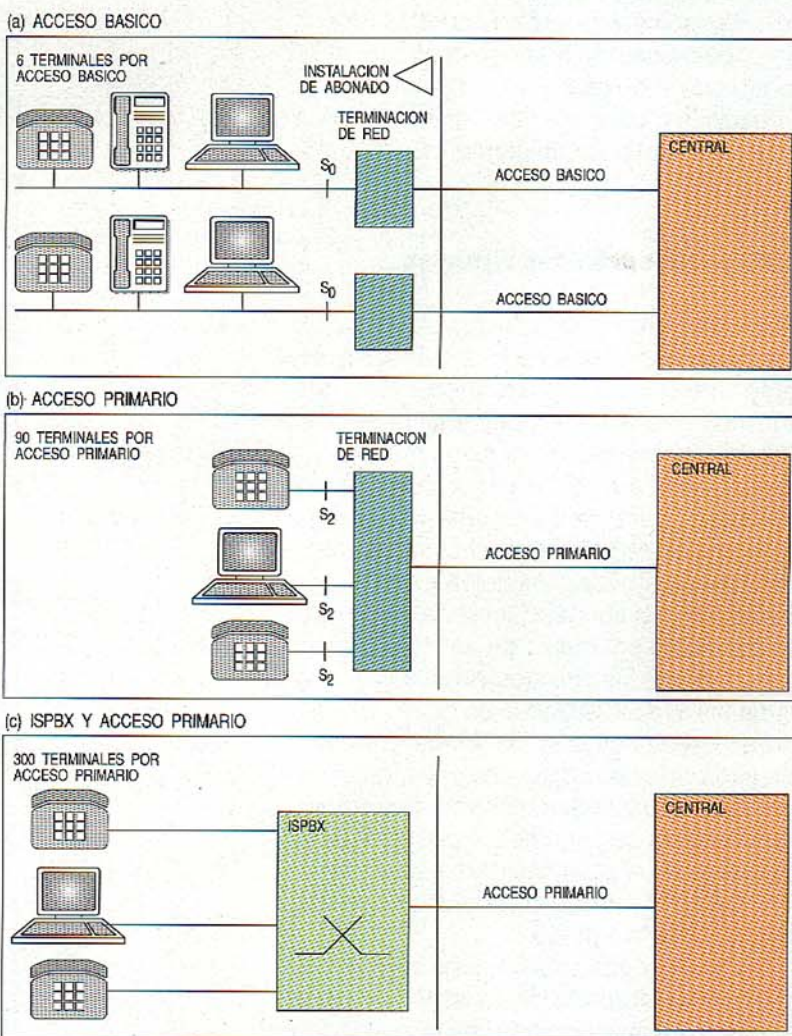 (a) ACCESO BASICO
6 TERMINALES POR
ACCESO BASICO
INSTALACION
DE ABONADO
TERMINACION
DE RED
CENTRAL
S0
ACCESO BASICO
S0
ACCESO BASICO
(b) ACCESO PRIMARIO
90 TERMINALES POR
ACCESO PRIMARIO
TERMINACION
DE RED
CENTRAL
S2
ACCESO PRIMARIO
S2
S2
(c) ISPBX Y ACCESO PRIMARIO
300 TERMINALES POR
ACCESO PRIMARIO
ISPBX
CENTRAL
ACCESO PRIMARIO